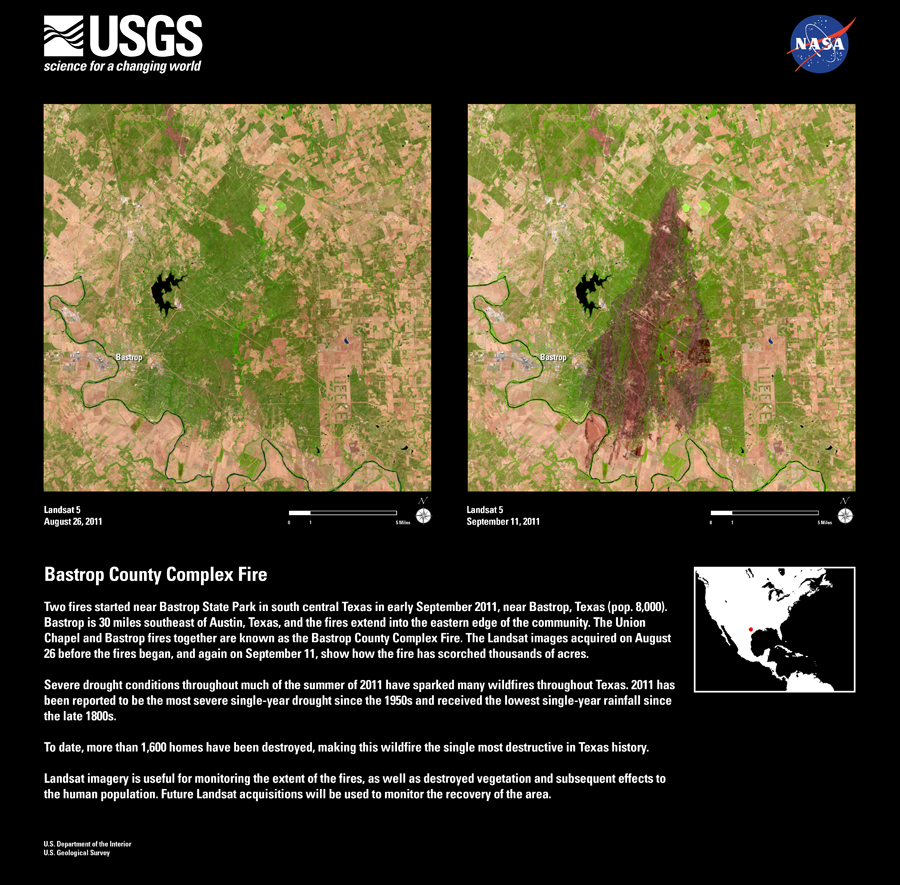 USGS
science for a changing world
NASA
Bastrop
Bastrop
Landsat 5
August 26, 2011
0 1 5 Miles
N
Landsat 5
September 11, 2011
0 1 5 Miles
N
Bastrop County Complex Fire
Two fires started near Bastrop State Park in south central Texas in early September 2011, near Bastrop, Texas (pop. 8,000).
Bastrop is 30 miles southeast of Austin, Texas, and the fires extend into the eastern edge of the community. The Union
Chapel and Bastrop fires together are known as the Bastrop County Complex Fire. The Landsat images acquired on August
26 before the fires began, and again on September 11, show how the fire has scorched thousands of acres.
Severe drought conditions throughout much of the summer of 2011 have sparked many wildfires throughout Texas. 2011 has
been reported to be the most severe single-year drought since the 1950s and received the lowest single-year rainfall since
the late 1800s.
To date, more than 1,600 homes have been destroyed, making this wildfire the single most destructive in Texas history.
Landsat imagery is useful for monitoring the extent of the fires, as well as destroyed vegetation and subsequent effects to
the human population. Future Landsat acquisitions will be used to monitor the recovery of the area.
U.S. Department of the Interior
U.S. Geological Survey